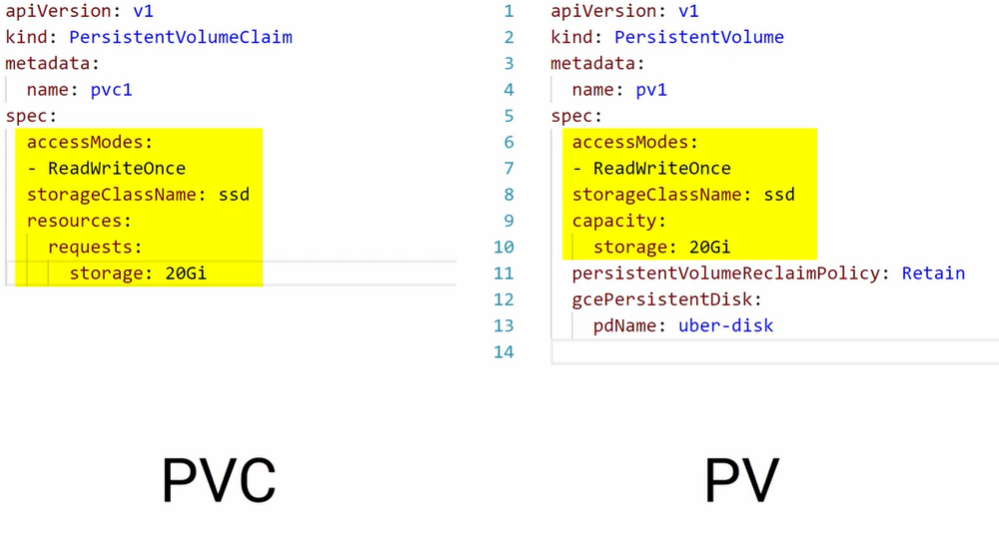 apiVersion: v1
kind: PersistentVolumeClaim
metadata:
  name: pvc1
spec:
  accessModes:
  - ReadWriteOnce
  storageClassName: ssd
  resources:
    requests:
      storage: 20Gi
PVC
1 apiVersion: v1
2 kind: PersistentVolume
3 metadata:
4   name: pv1
5 spec:
6   accessModes:
7   - ReadWriteOnce
8   storageClassName: ssd
9   capacity:
10     storage: 20Gi
11   persistentVolumeReclaimPolicy: Retain
12   gcePersistentDisk:
13     pdName: uber-disk
14
PV